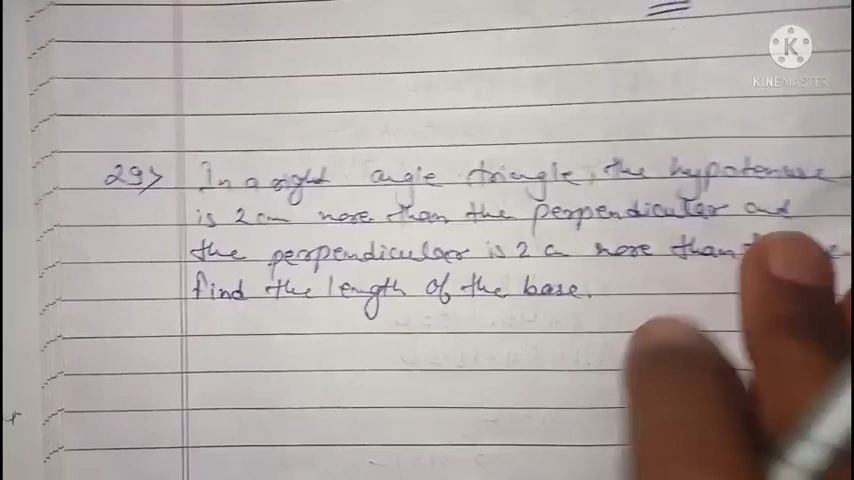 KINEMASTER
29> In a right angle triangle, the hypotenuse
is 2 cm more than the perpendicular and
the perpendicular is 2 c more than
find the length of the base.